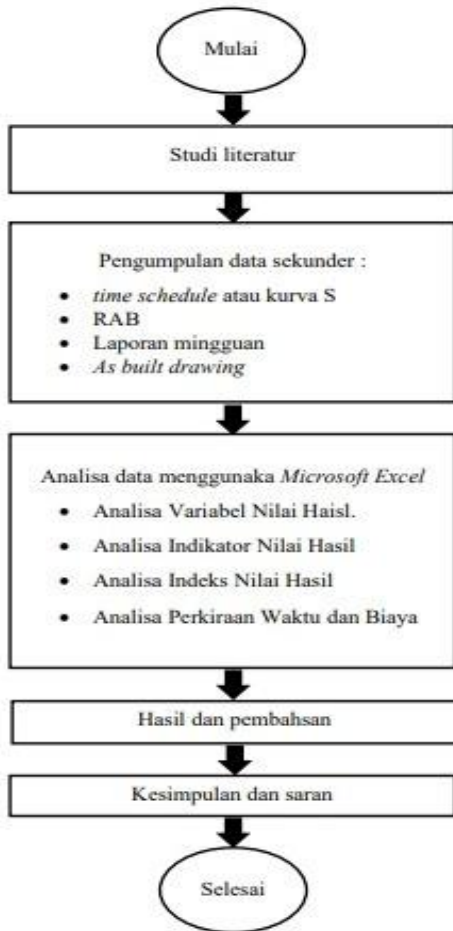 Mulai
Studi literatur
Pengumpulan data sekunder :
• time schedule atau kurva S
• RAB
• Laporan mingguan
• As built drawing
Analisa data menggunaka Microsoft Excel
• Analisa Variabel Nilai Haisl.
• Analisa Indikator Nilai Hasil
• Analisa Indeks Nilai Hasil
• Analisa Perkiraan Waktu dan Biaya
Hasil dan pembahsan
Kesimpulan dan saran
Selesai